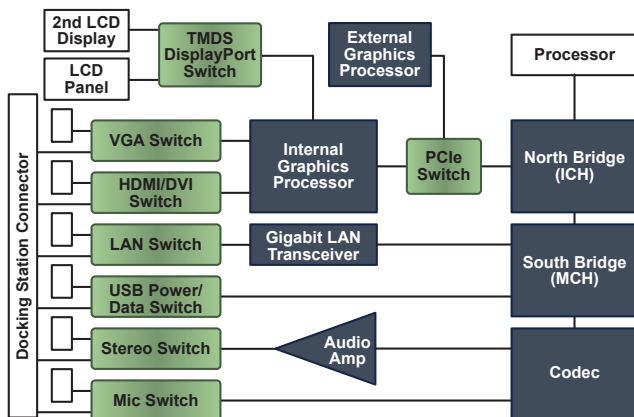 2nd LCD
Display
TMDS
DisplayPort
Switch
External
Graphics
Processor
Processor
LCD
Panel
Docking Station Connector
VGA Switch
Internal
Graphics
Processor
PCIe
Switch
North Bridge
(ICH)
HDMI/DVI
Switch
LAN Switch
Gigabit LAN
Transceiver
South Bridge
(MCH)
USB Power/
Data Switch
Stereo Switch
Audio
Amp
Codec
Mic Switch